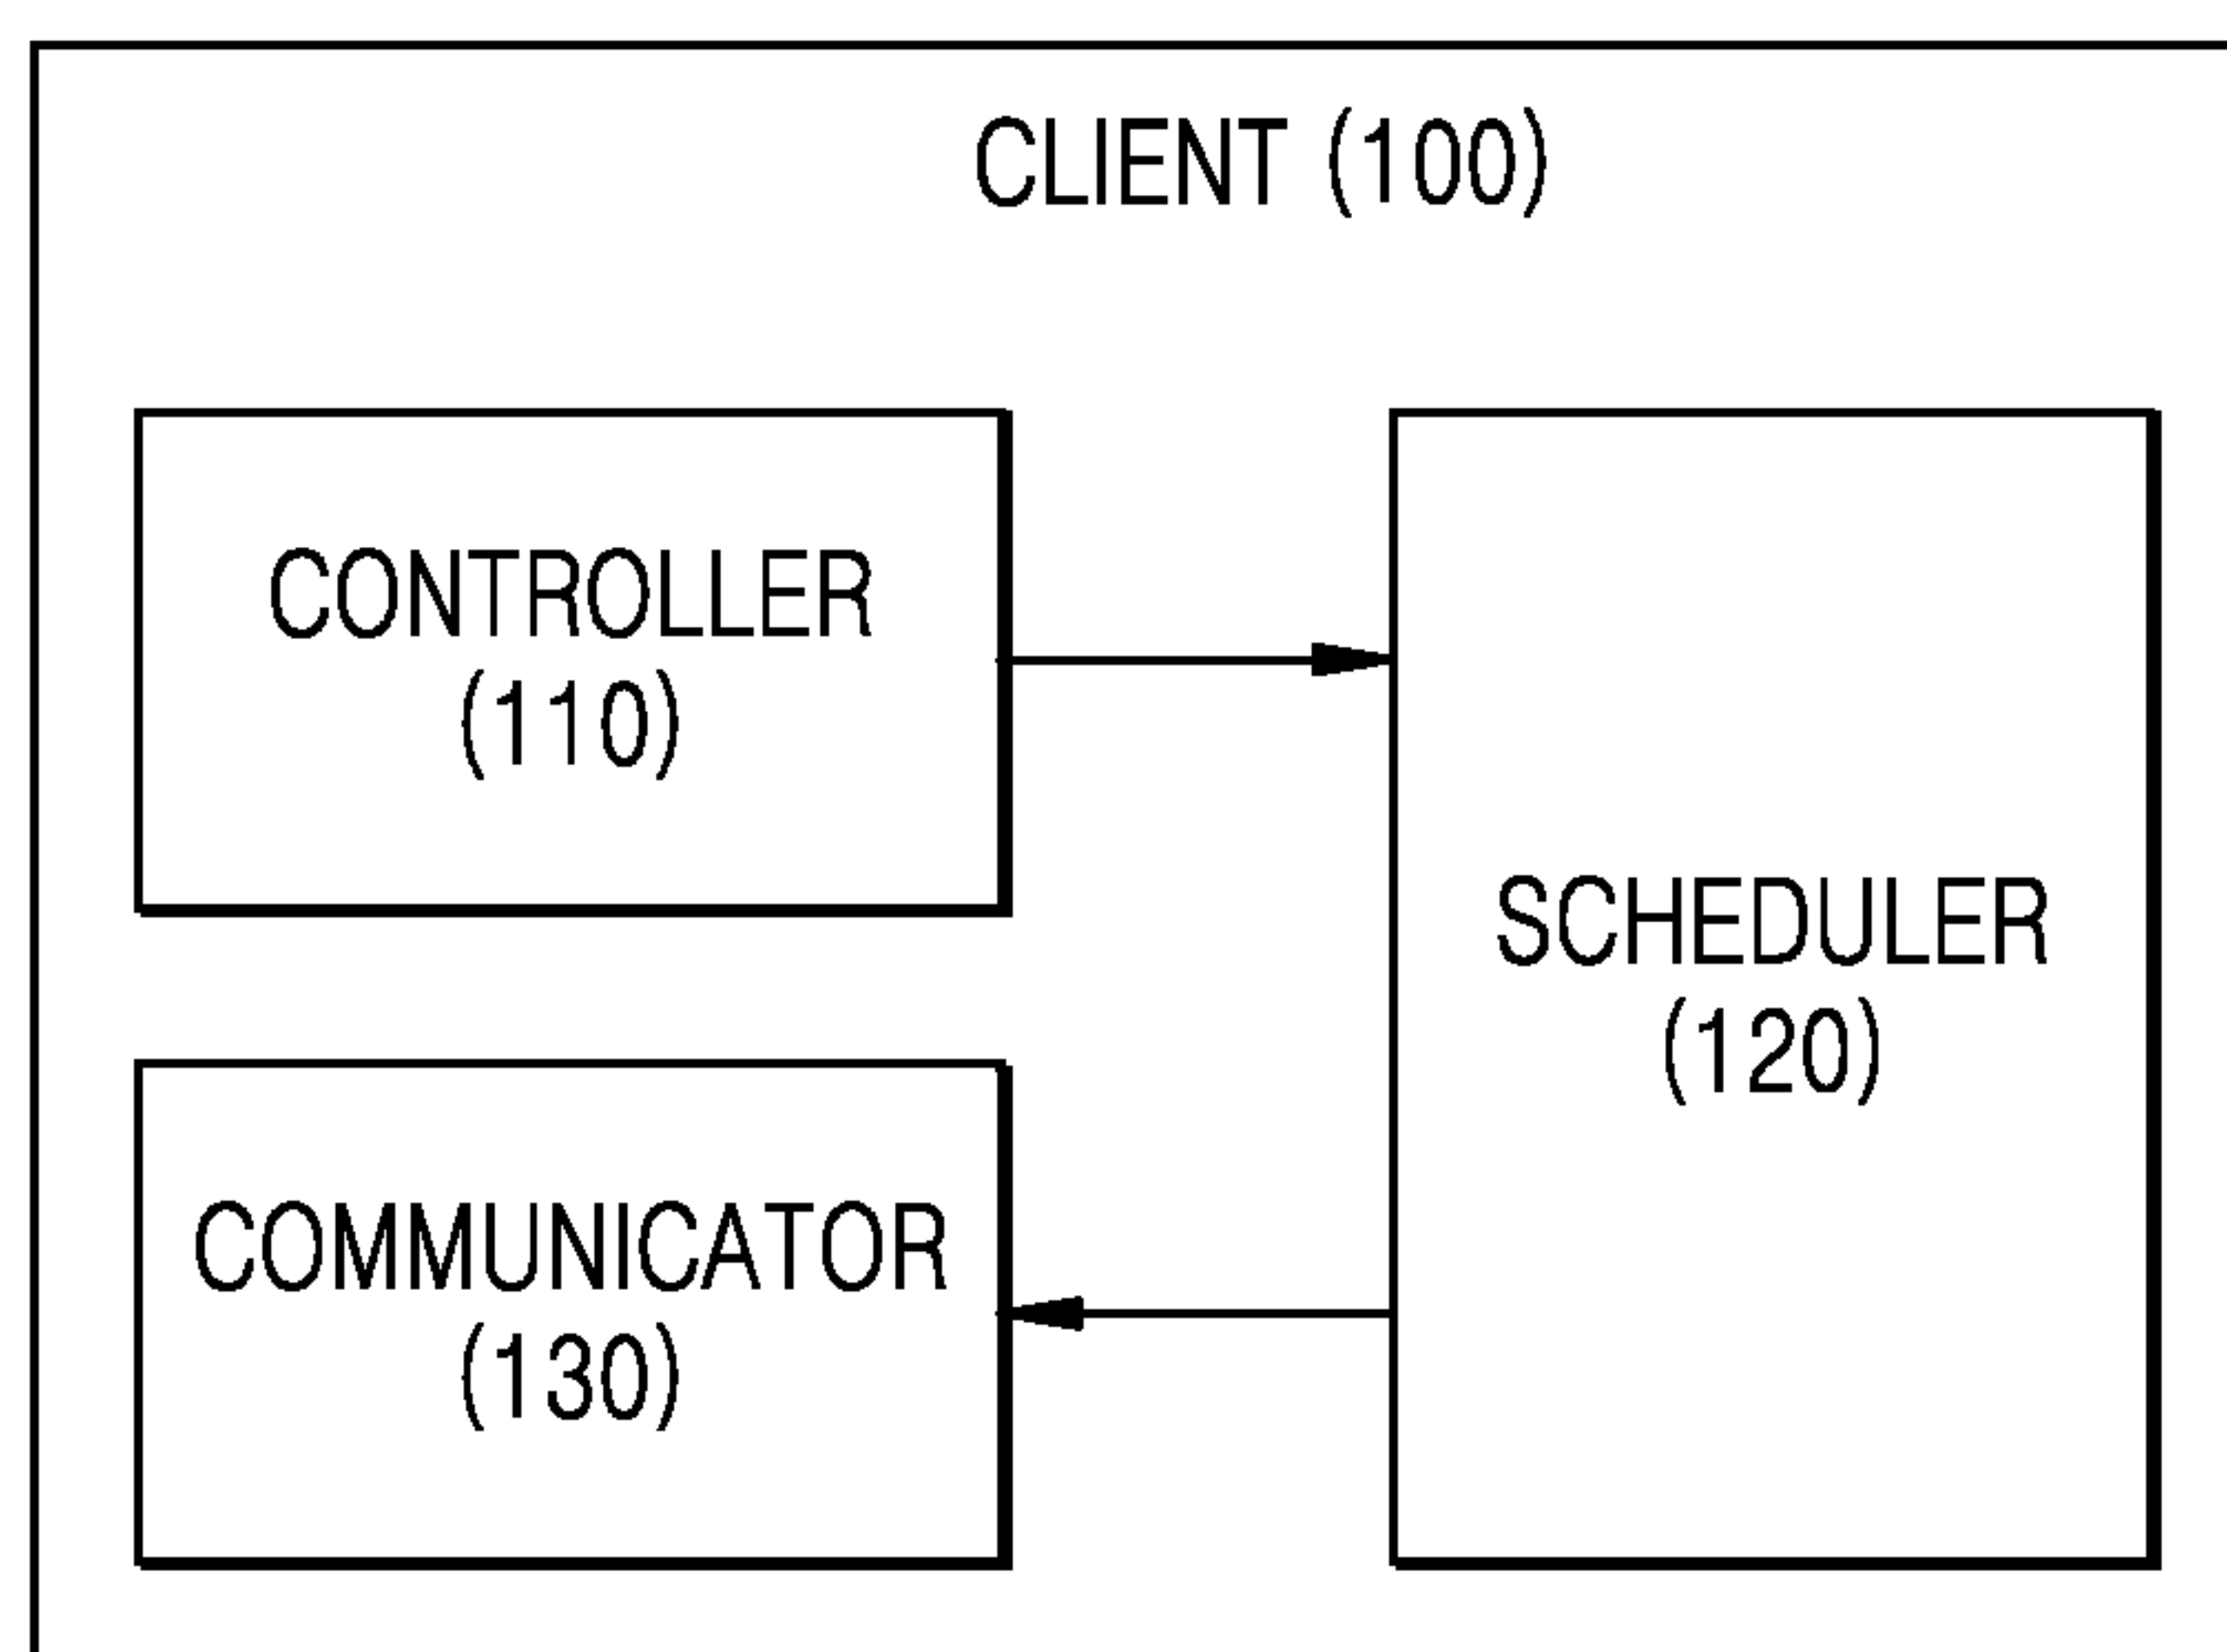 CLIENT (100)
CONTROLLER
(110)
SCHEDULER
(120)
COMMUNICATOR
(130)